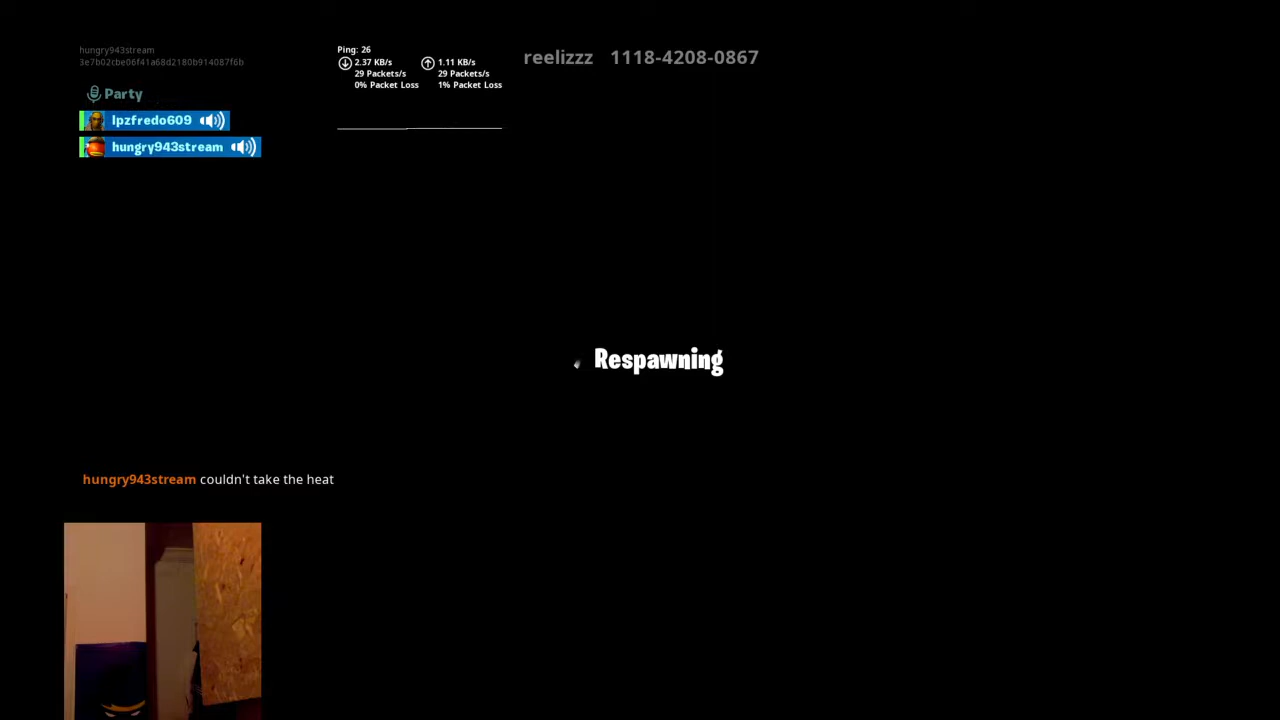 hungry943stream
3e7b02cbe06f41a68d2180b914087f6b
Party
lpzfredo609
hungry943stream
Ping: 26
2.37 KB/s
29 Packets/s
0% Packet Loss
1.11 KB/s
29 Packets/s
1% Packet Loss
reelizzz 1118-4208-0867
Respawning
hungry943stream couldn't take the heat